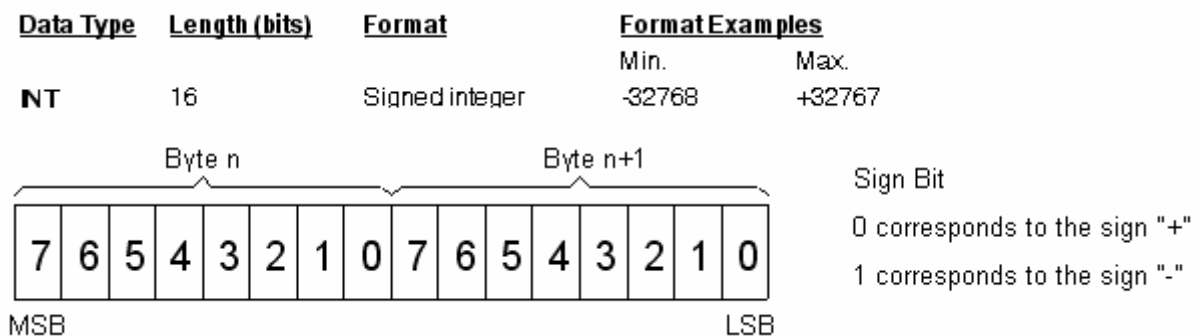 Data Type Length (bits) Format Format Examples
Min. Max.
INT 16 Signed integer -32768 +32767
Byte n Byte n+1
Sign Bit
7 6 5 4 3 2 1 0 7 6 5 4 3 2 1 0
0 corresponds to the sign "+"
1 corresponds to the sign "-"
MSB LSB